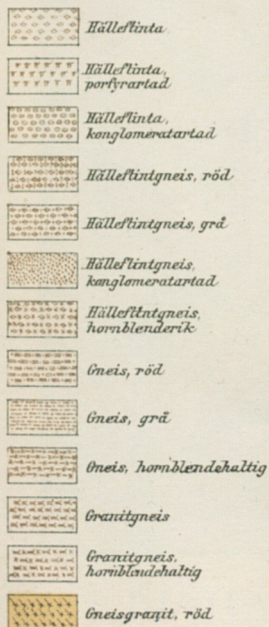 Hälleflinta
Hälleflinta,
porfyrartad
Hälleflinta,
konglomeratartad
Hälleflintgneis, röd
Hälleflintgneis, grå
Hälleflintgneis,
konglomeratartad
Hälleflintgneis,
hornblenderik
Gneis, röd
Gneis, grå
Gneis, hornblendehaltig
Granitgneis
Granitgneis,
hornblendehaltig
Gneisgranit, röd